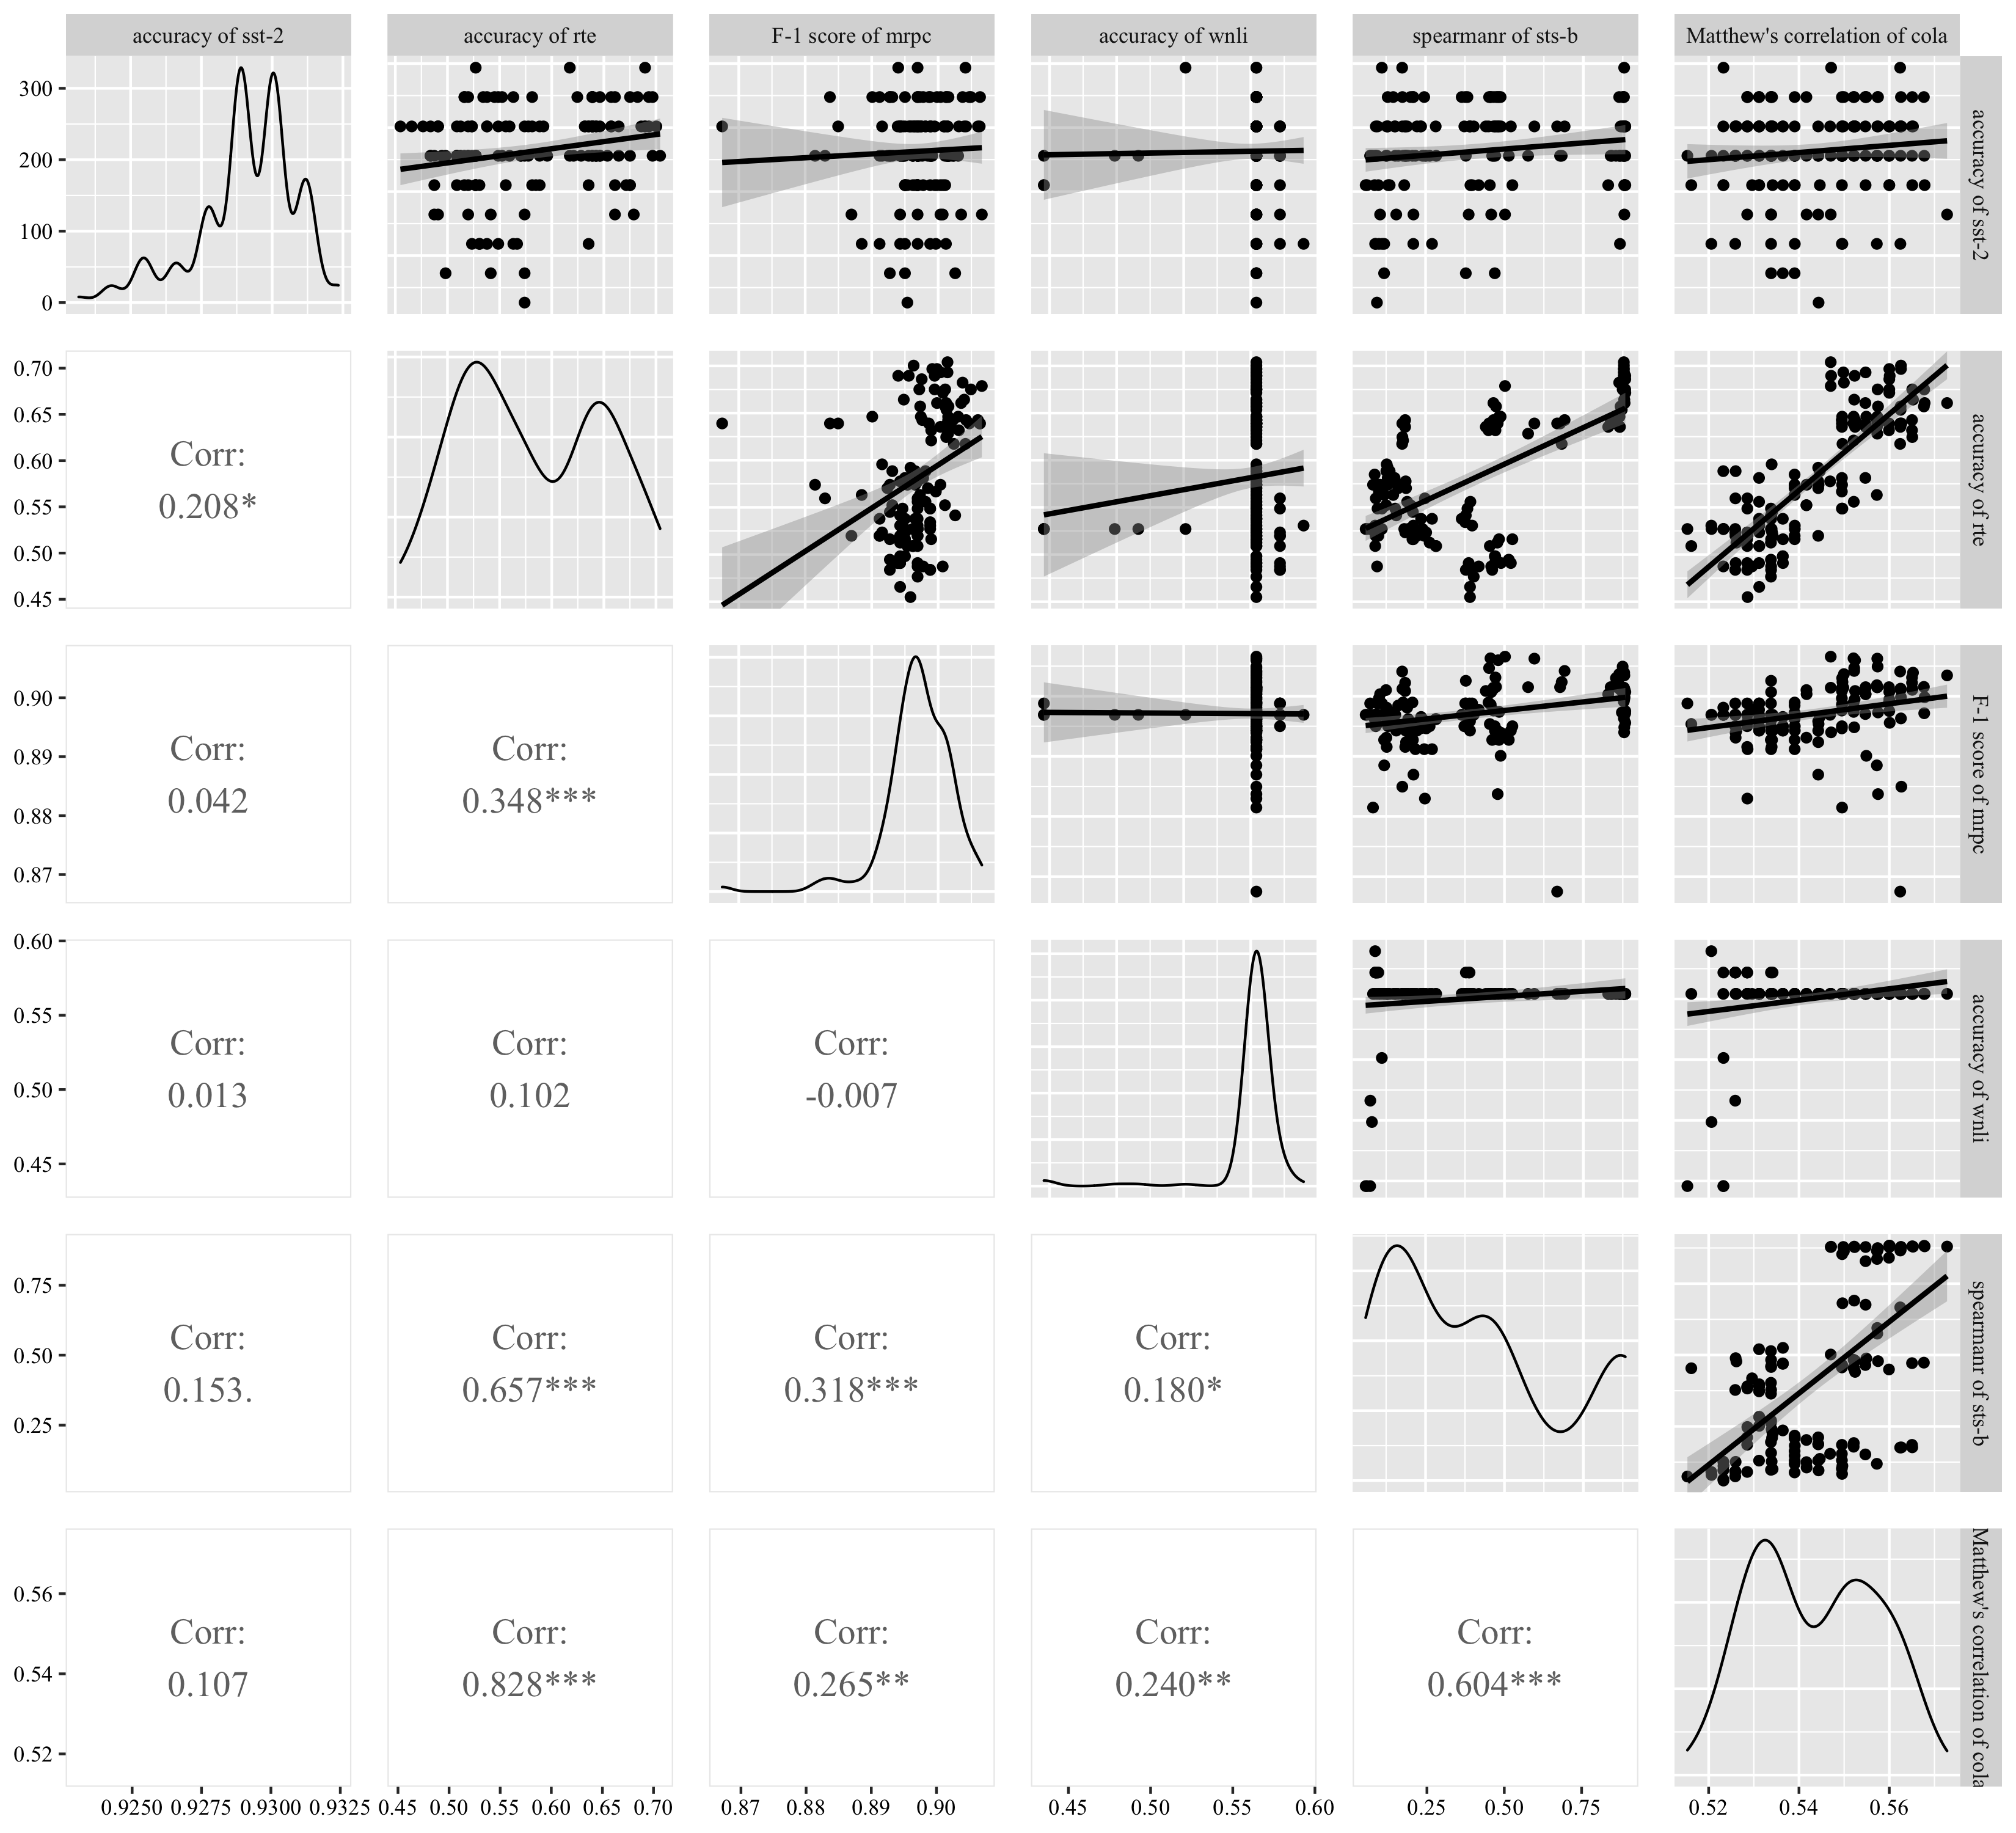 accuracy of sst-2
accuracy of rte
F-1 score of mrpc
accuracy of wnli
spearmanr of sts-b
Matthew's correlation of cola
300
200
100
0
accuracy of sst-2
0.70
0.65
0.60
0.55
0.50
0.45
Corr:
0.208*
accuracy of rte
0.90
0.89
0.88
0.87
Corr:
0.042
Corr:
0.348***
F-1 score of mrpc
0.60
0.55
0.50
0.45
Corr:
0.013
Corr:
0.102
Corr:
-0.007
accuracy of wnli
0.75
0.50
0.25
Corr:
0.153.
Corr:
0.657***
Corr:
0.318***
Corr:
0.180*
spearmanr of sts-b
0.56
0.54
0.52
Corr:
0.107
Corr:
0.828***
Corr:
0.265**
Corr:
0.240**
Corr:
0.604***
Matthew's correlation of cola
0.9250 0.9275 0.9300 0.9325
0.45 0.50 0.55 0.60 0.65 0.70
0.87 0.88 0.89 0.90
0.45 0.50 0.55 0.60
0.25 0.50 0.75
0.52 0.54 0.56